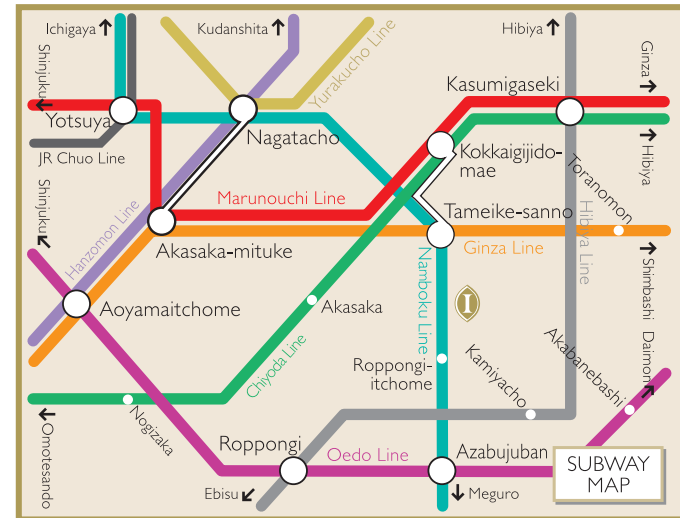 Ichigaya
Kudanshita
Yurakucho Line
Hibiya
Ginza
Shinjuku
Kasumigaseki
Yotsuya
Nagatacho
Kokkaigijido-
mae
Hibiya
JR Chuo Line
Toranomon
Shinjuku
Marunouchi Line
Tameike-sanno
Hanzomon Line
Akasaka-mituke
Ginza Line
Hibiya Line
Shimbashi
Namboku Line
I
Aoyamaitchome
Akasaka
Chiyoda Line
Roppongi-
itchome
Kamiyacho
Akabanebashi
Daimon
Omotesando
Nogizaka
Roppongi
Oedo Line
Azabujuban
SUBWAY
MAP
Ebisu
Meguro